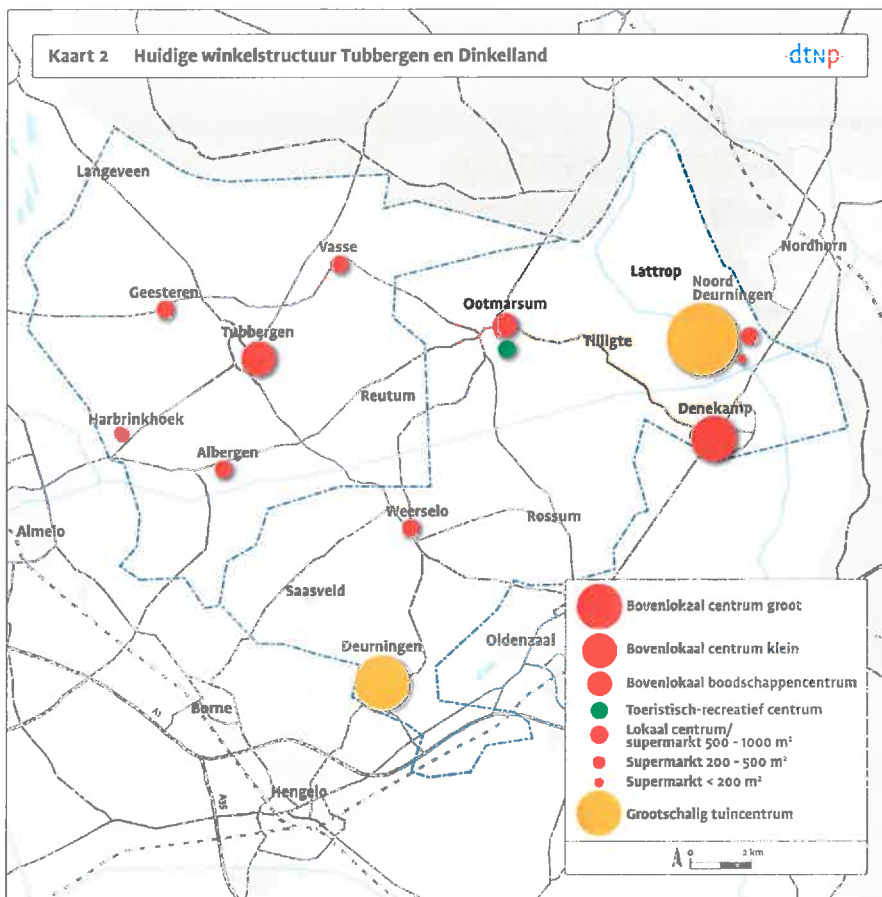 Kaart 2 Huidige winkelstructuur Tubbergen en Dinkelland
dtNp
Langeveen
Vasse
Nordhorn
Lattrop
Noord
Deurningen
Geesteren
Ootmarsum
Tubbergen
Tilligte
Reutum
Denekamp
Harbrinkhoek
Albergen
Weerselo
Rossum
Almelo
Saasveld
Deurningen
Oldenzaal
Borne
A1
A35
Hengelo
Bovenlokaal centrum groot
Bovenlokaal centrum klein
Bovenlokaal boodschappencentrum
Toeristisch-recreatief centrum
Lokaal centrum/
supermarkt 500 - 1000 m²
Supermarkt 200 - 500 m²
Supermarkt < 200 m²
Grootschalig tuincentrum
0 2 km